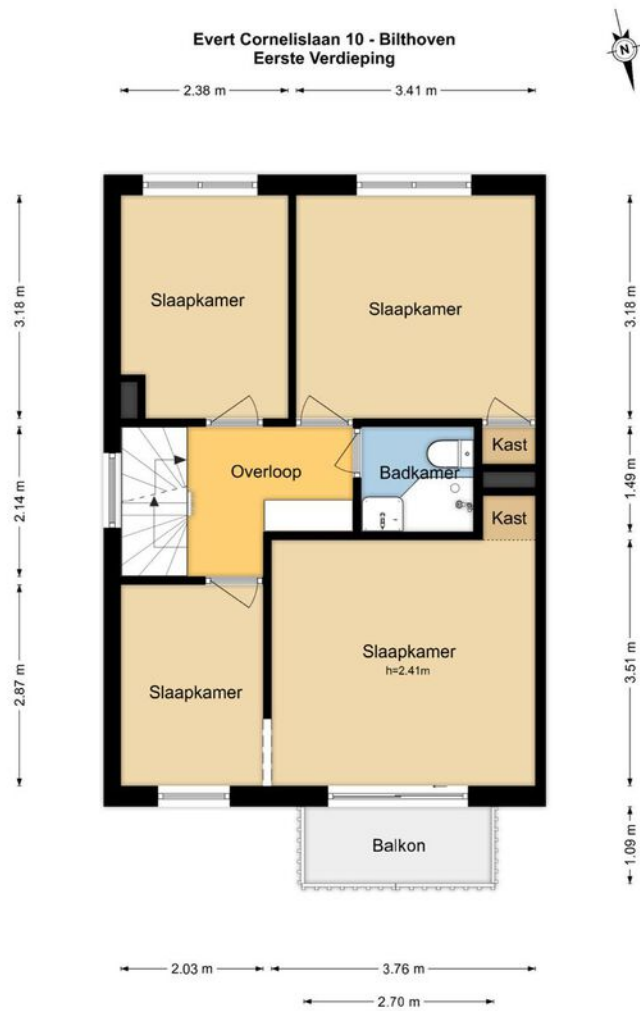 Evert Cornelislaan 10 - Bilthoven
Eerste Verdieping
N
2.38 m
3.41 m
3.18 m
Slaapkamer
Slaapkamer
3.18 m
2.14 m
Overloop
Badkamer
Kast
1.49 m
Kast
2.87 m
Slaapkamer
Slaapkamer
h=2.41m
3.51 m
Balkon
1.09 m
2.03 m
3.76 m
2.70 m